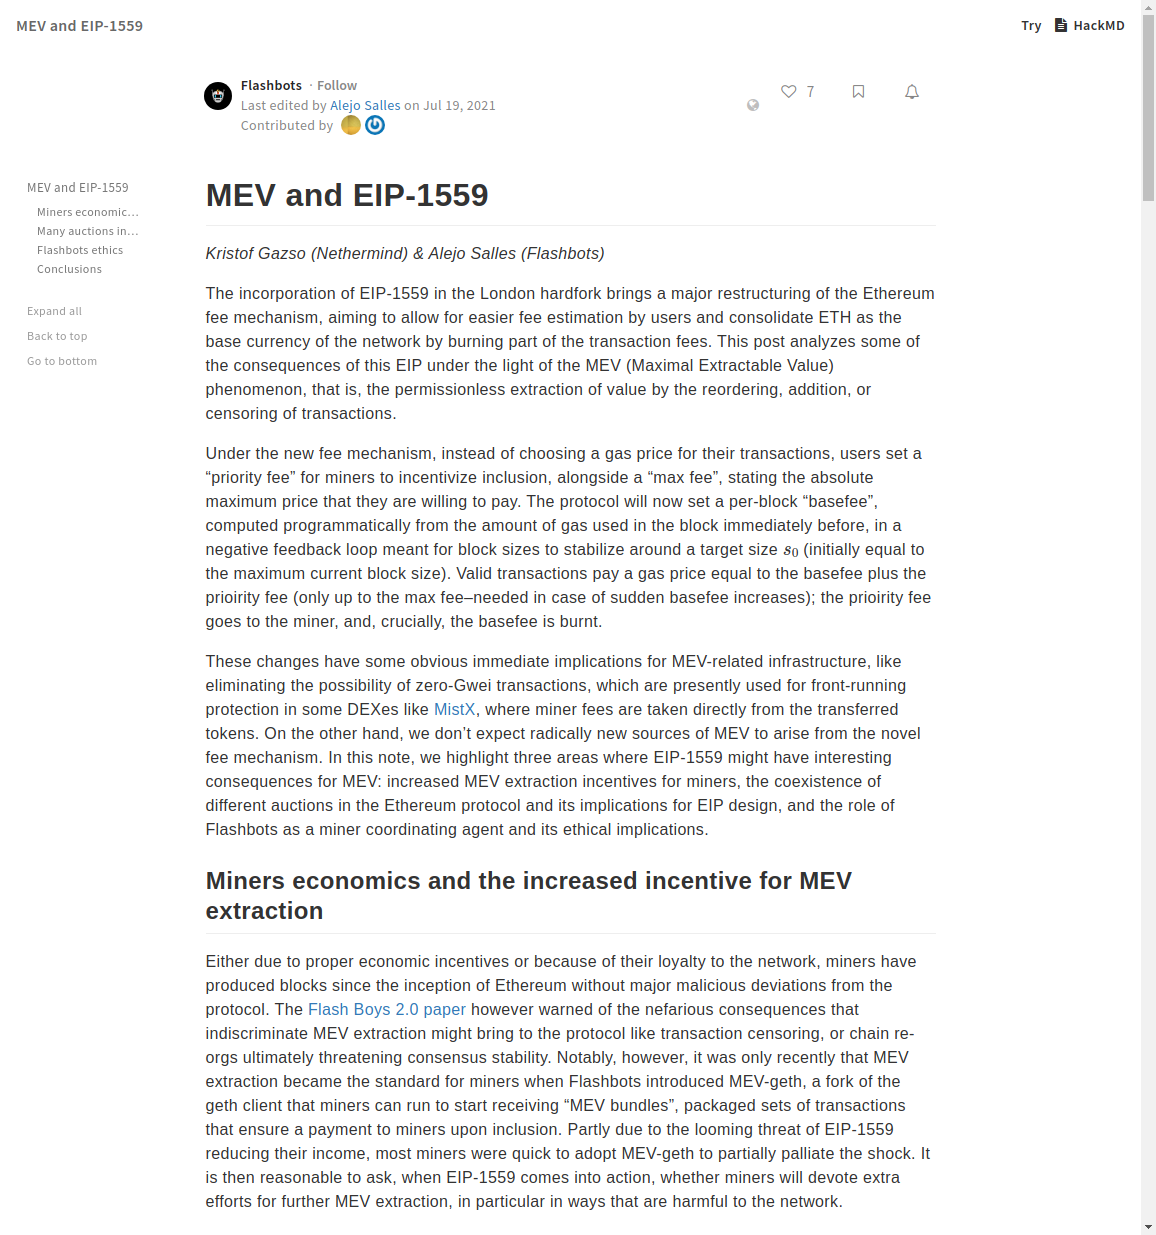 MEV and EIP-1559
Try HackMD
Flashbots · Follow
Last edited by Alejo Salles on Jul 19, 2021
Contributed by
7
MEV and EIP-1559
Miners economic…
Many auctions in…
Flashbots ethics
Conclusions
Expand all
Back to top
Go to bottom
MEV and EIP-1559
Kristof Gazso (Nethermind) & Alejo Salles (Flashbots)
The incorporation of EIP-1559 in the London hardfork brings a major restructuring of the Ethereum
fee mechanism, aiming to allow for easier fee estimation by users and consolidate ETH as the
base currency of the network by burning part of the transaction fees. This post analyzes some of
the consequences of this EIP under the light of the MEV (Maximal Extractable Value)
phenomenon, that is, the permissionless extraction of value by the reordering, addition, or
censoring of transactions.
Under the new fee mechanism, instead of choosing a gas price for their transactions, users set a
“priority fee” for miners to incentivize inclusion, alongside a “max fee”, stating the absolute
maximum price that they are willing to pay. The protocol will now set a per-block “basefee”,
computed programmatically from the amount of gas used in the block immediately before, in a
negative feedback loop meant for block sizes to stabilize around a target size s₀ (initially equal to
the maximum current block size). Valid transactions pay a gas price equal to the basefee plus the
prioirity fee (only up to the max fee–needed in case of sudden basefee increases); the prioirity fee
goes to the miner, and, crucially, the basefee is burnt.
These changes have some obvious immediate implications for MEV-related infrastructure, like
eliminating the possibility of zero-Gwei transactions, which are presently used for front-running
protection in some DEXes like MistX, where miner fees are taken directly from the transferred
tokens. On the other hand, we don’t expect radically new sources of MEV to arise from the novel
fee mechanism. In this note, we highlight three areas where EIP-1559 might have interesting
consequences for MEV: increased MEV extraction incentives for miners, the coexistence of
different auctions in the Ethereum protocol and its implications for EIP design, and the role of
Flashbots as a miner coordinating agent and its ethical implications.
Miners economics and the increased incentive for MEV
extraction
Either due to proper economic incentives or because of their loyalty to the network, miners have
produced blocks since the inception of Ethereum without major malicious deviations from the
protocol. The Flash Boys 2.0 paper however warned of the nefarious consequences that
indiscriminate MEV extraction might bring to the protocol like transaction censoring, or chain re-
orgs ultimately threatening consensus stability. Notably, however, it was only recently that MEV
extraction became the standard for miners when Flashbots introduced MEV-geth, a fork of the
geth client that miners can run to start receiving “MEV bundles”, packaged sets of transactions
that ensure a payment to miners upon inclusion. Partly due to the looming threat of EIP-1559
reducing their income, most miners were quick to adopt MEV-geth to partially palliate the shock. It
is then reasonable to ask, when EIP-1559 comes into action, whether miners will devote extra
efforts for further MEV extraction, in particular in ways that are harmful to the network.